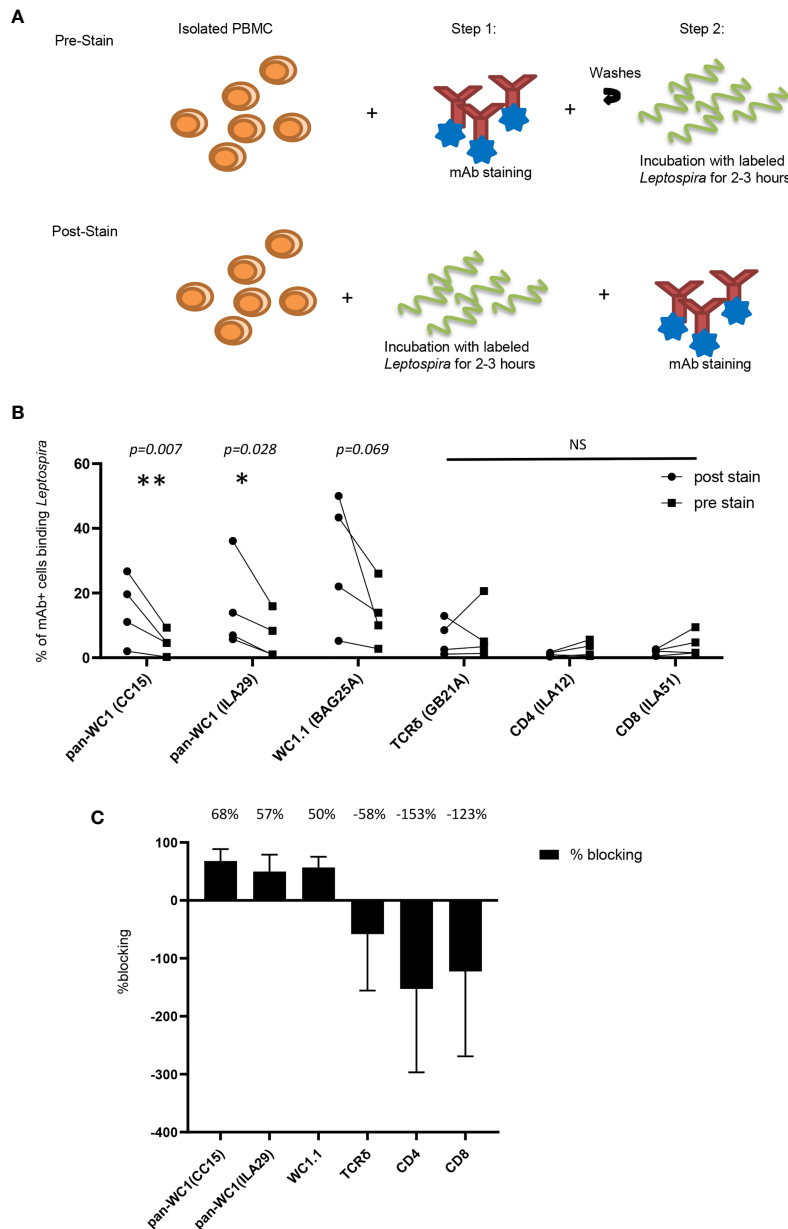 A
Pre-Stain
Isolated PBMC
Step 1:
Step 2:
Washes
+
+
mAb staining
Incubation with labeled
Leptospira for 2-3 hours
Post-Stain
+
+
Incubation with labeled
Leptospira for 2-3 hours
mAb staining
B
p=0.007
p=0.028
p=0.069
NS
**
*
post stain
pre stain
% of mAb+ cells binding Leptospira
60
40
20
0
pan-WC1 (CC15)
pan-WC1 (ILA29)
WC1.1 (BAG25A)
TCRδ (GB21A)
CD4 (ILA12)
CD8 (ILA51)
C
68% 57% 50% -58% -153% -123%
% blocking
%blocking
100
0
-100
-200
-300
-400
pan-WC1(CC15)
pan-WC1(ILA29)
WC1.1
TCRδ
CD4
CD8